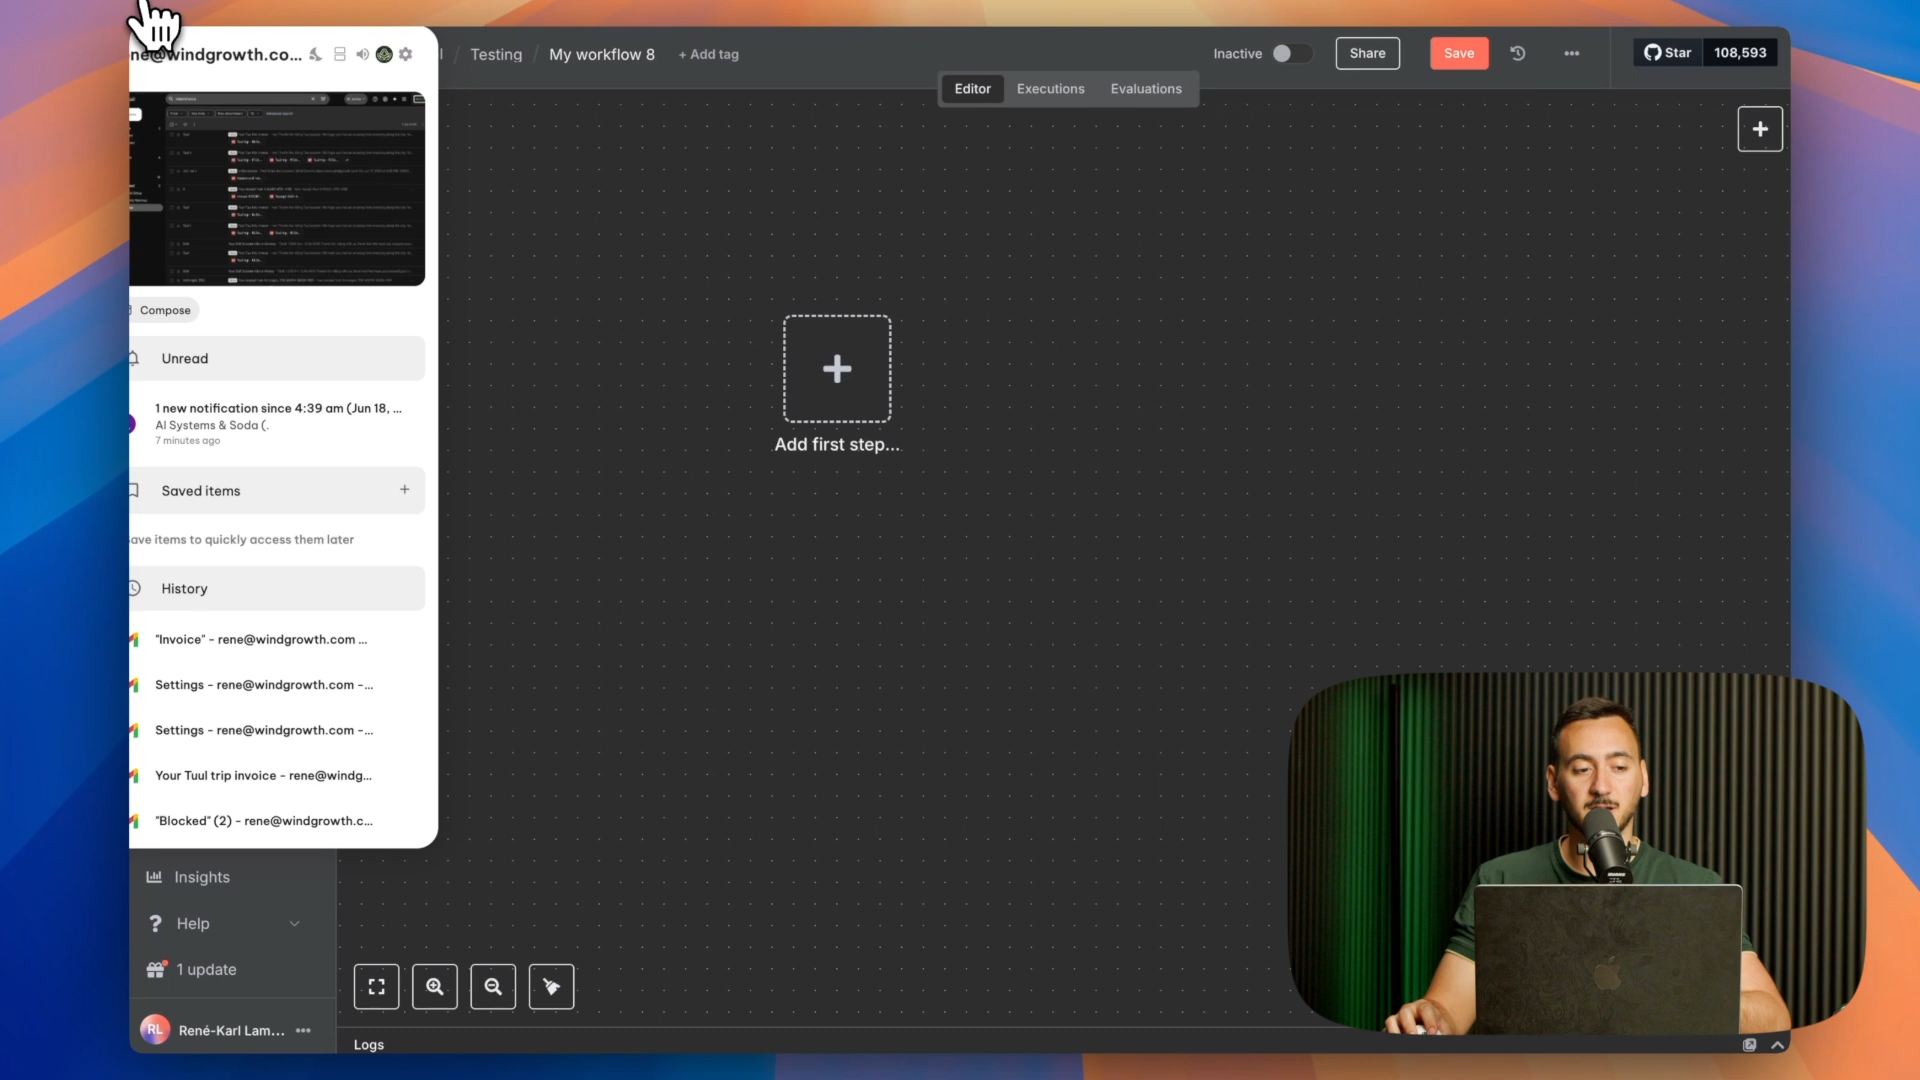 ne@windgrowth.co...
Testing / My workflow 8 + Add tag
Inactive
Share
Save
Star 108,593
Editor Executions Evaluations
Compose
Unread
1 new notification since 4:39 am (Jun 18, ...
AI Systems & Soda (.
7 minutes ago
Saved items +
ave items to quickly access them later
History
"Invoice" - rene@windgrowth.com ...
Settings - rene@windgrowth.com -...
Settings - rene@windgrowth.com -...
Your Tuul trip invoice - rene@windg...
"Blocked" (2) - rene@windgrowth.c...
Add first step...
Insights
Help
1 update
RL René-Karl Lam...
Logs